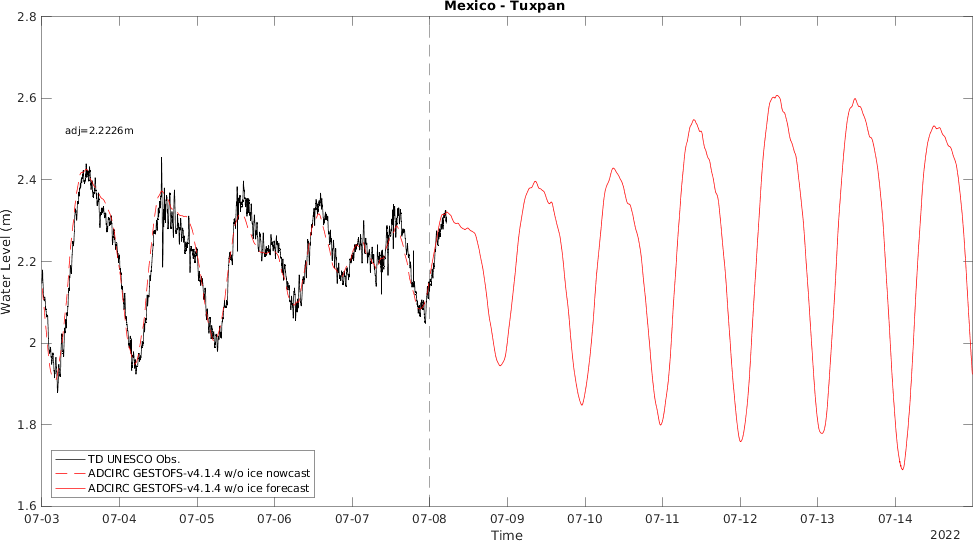 Mexico - Tuxpan
2.8
2.6
adj=2.2226m
2.4
2.2
Water Level (m)
2
1.8
TD UNESCO Obs.
ADCIRC GESTOFS-v4.1.4 w/o ice nowcast
ADCIRC GESTOFS-v4.1.4 w/o ice forecast
1.6
07-03 07-04 07-05 07-06 07-07 07-08 07-09 07-10 07-11 07-12 07-13 07-14
Time
2022